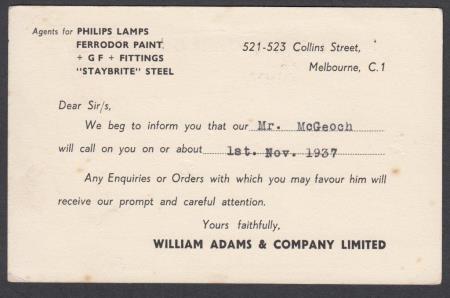 Agents for PHILIPS LAMPS
FERRODOR PAINT
+ G F + FITTINGS
"STAYBRITE" STEEL
521-523 Collins Street,
Melbourne, C.1
Dear Sir/s,
We beg to inform you that our Mr. McGeoch
will call on you on or about 1st. Nov. 1937
Any Enquiries or Orders with which you may favour him will
receive our prompt and careful attention.
Yours faithfully,
WILLIAM ADAMS & COMPANY LIMITED